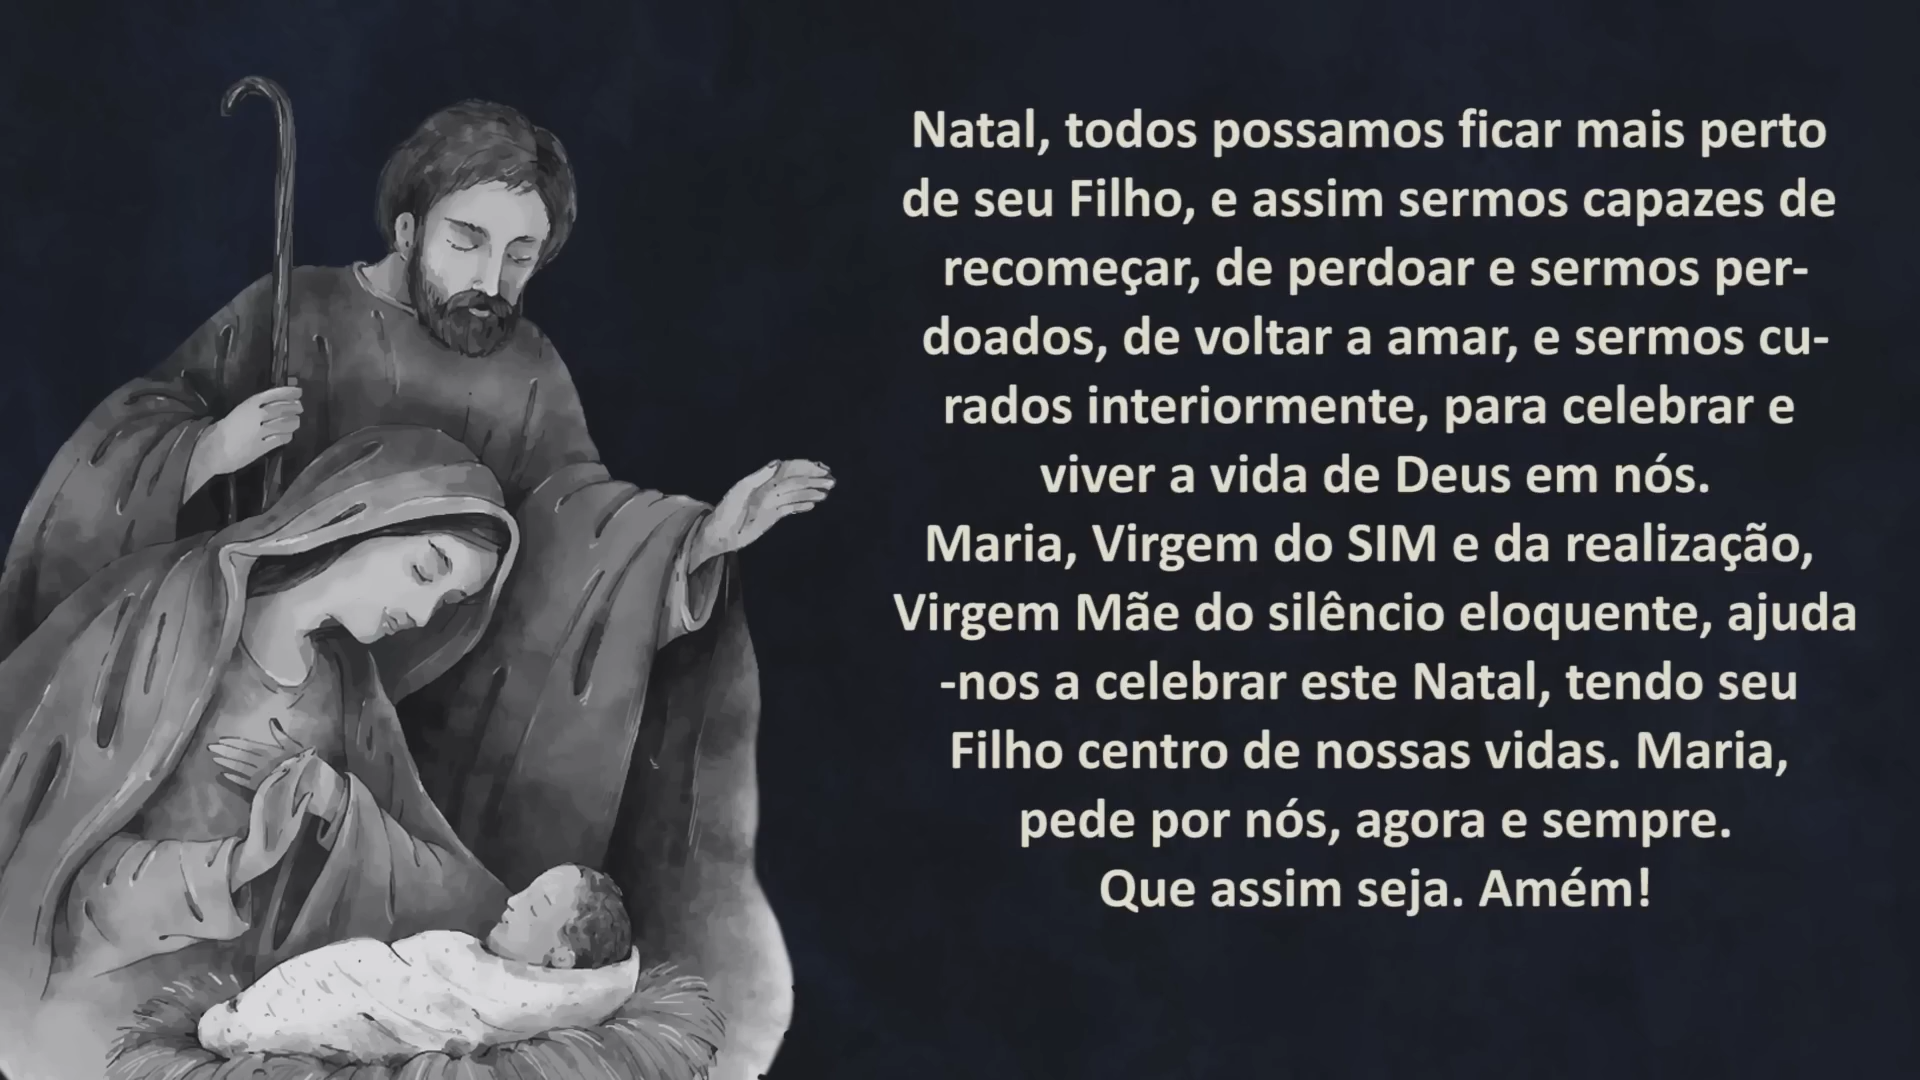 Natal, todos possamos ficar mais perto
de seu Filho, e assim sermos capazes de
recomeçar, de perdoar e sermos per-
doados, de voltar a amar, e sermos cu-
rados interiormente, para celebrar e
viver a vida de Deus em nós.
Maria, Virgem do SIM e da realização,
Virgem Mãe do silêncio eloquente, ajuda
-nos a celebrar este Natal, tendo seu
Filho centro de nossas vidas. Maria,
pede por nós, agora e sempre.
Que assim seja. Amém!